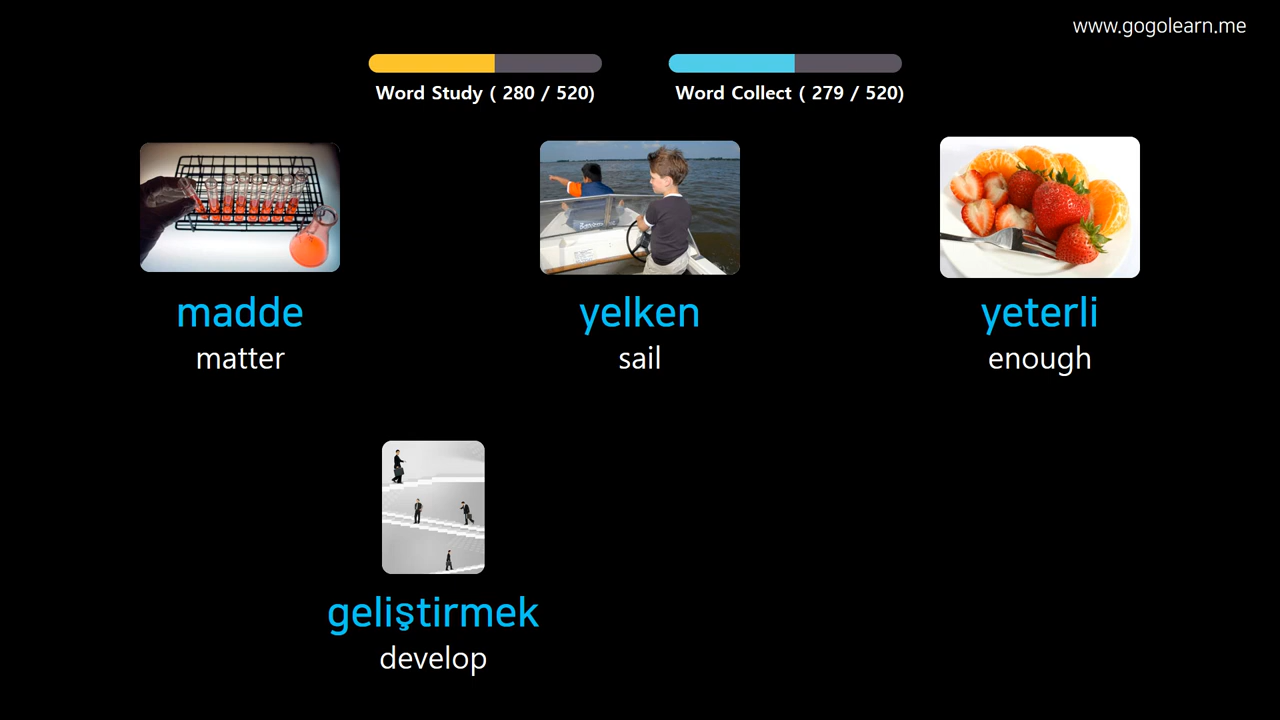 www.gogolearn.me
Word Study ( 280 / 520)
Word Collect ( 279 / 520)
madde
matter
yelken
sail
yeterli
enough
geliştirmek
develop